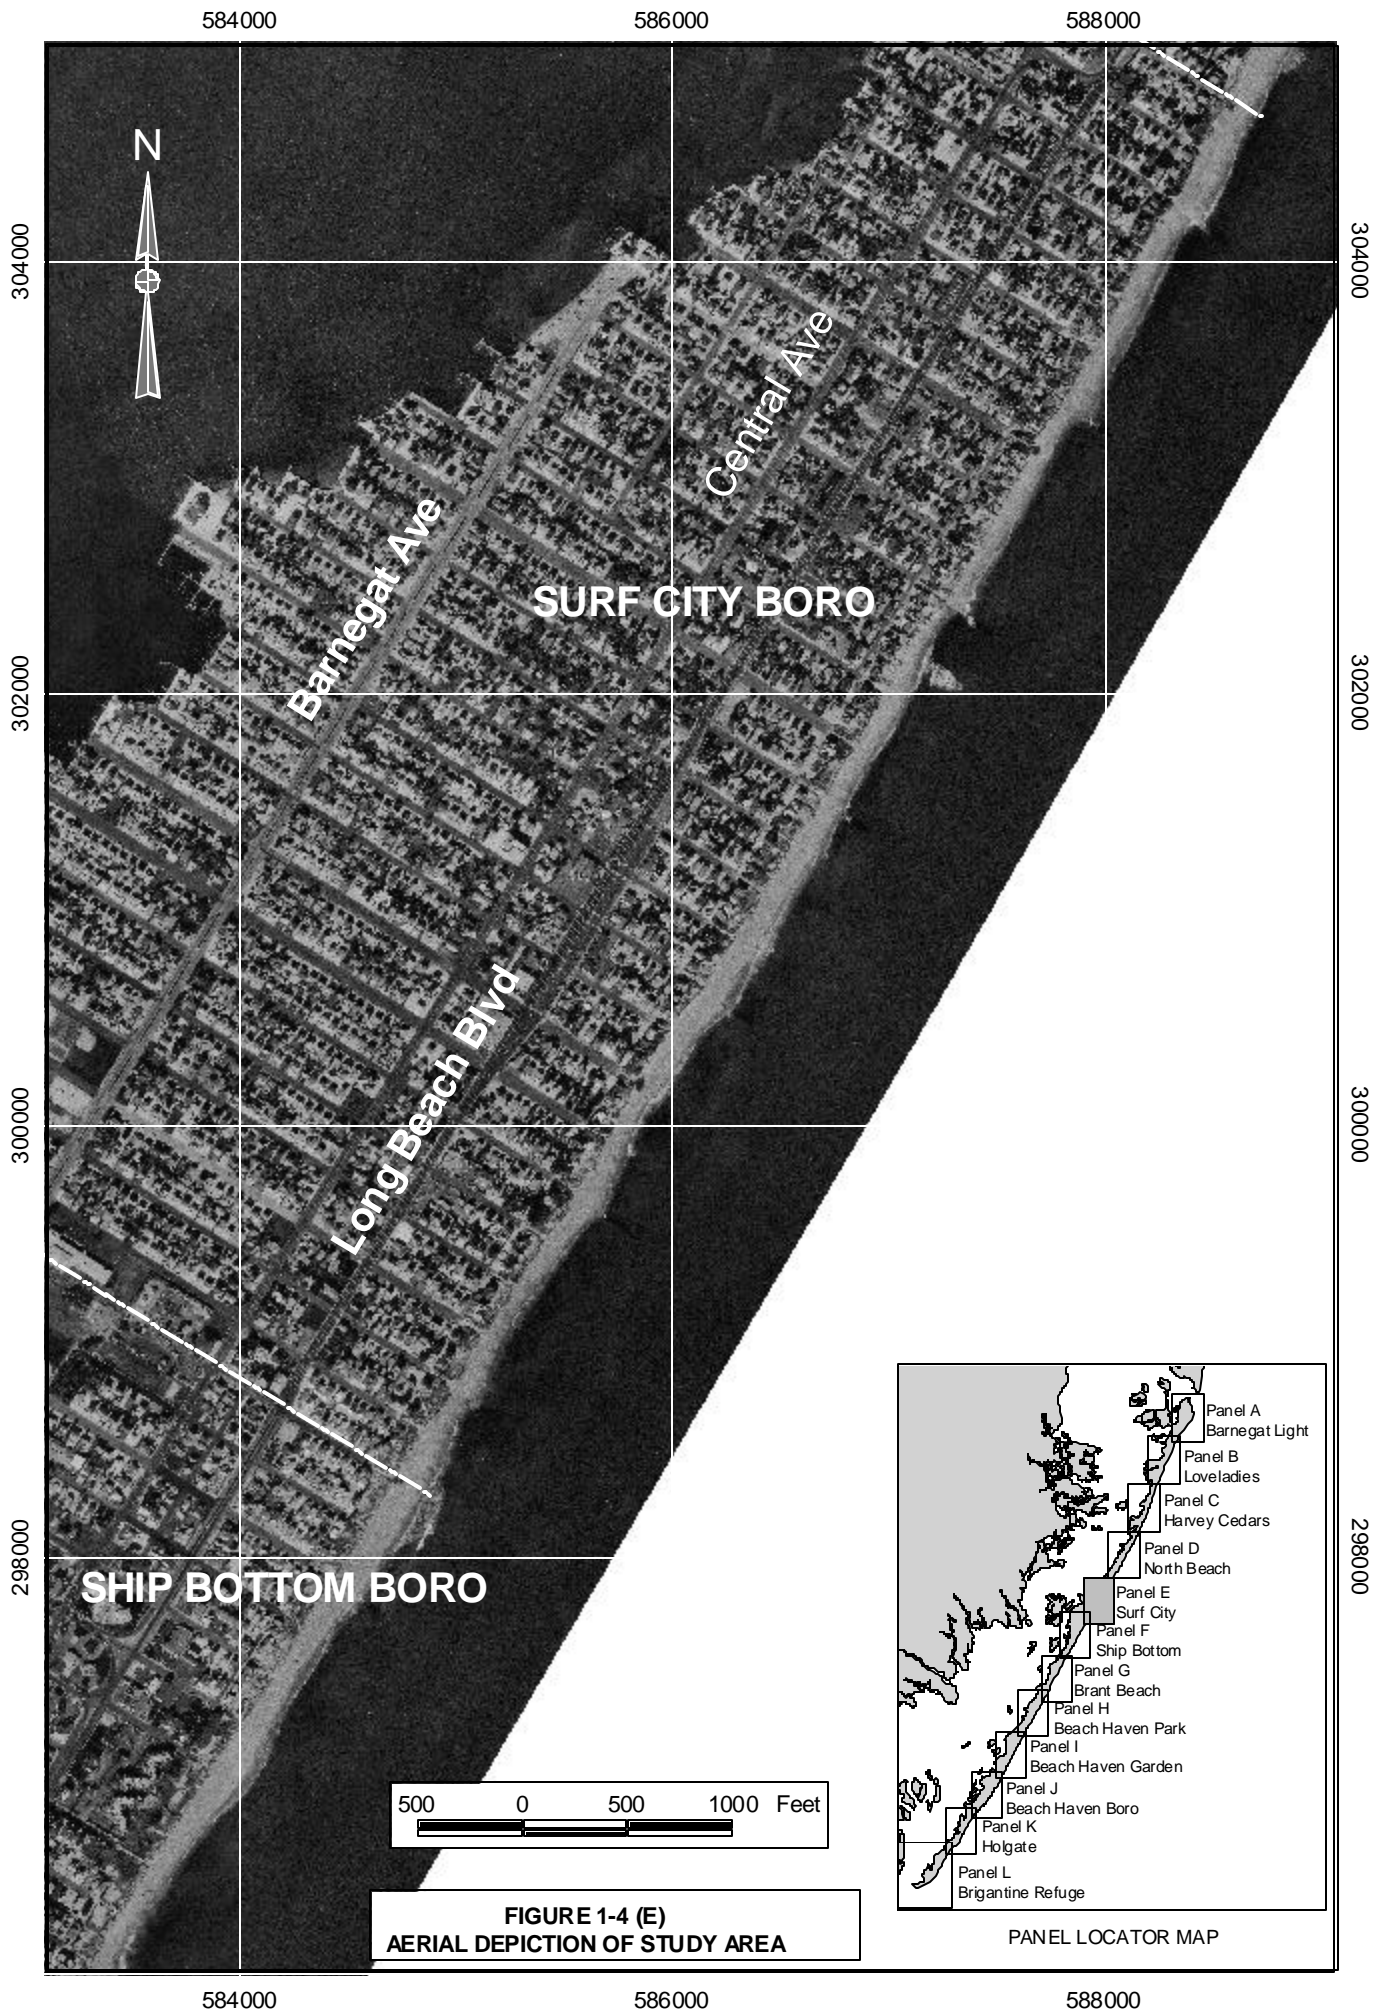 584000 586000 588000
N
304000 304000
Central Ave
Barnegat Ave
SURF CITY BORO
302000 302000
Long Beach Blvd
300000 300000
Panel A
Barnegat Light
Panel B
Loveladies
Panel C
Harvey Cedars
Panel D
North Beach
298000 298000
SHIP BOTTOM BORO
Panel E
Surf City
Panel F
Ship Bottom
Panel G
Brant Beach
Panel H
Beach Haven Park
Panel I
Beach Haven Garden
Panel J
Beach Haven Boro
Panel K
Holgate
Panel L
Brigantine Refuge
500 0 500 1000 Feet
FIGURE 1-4 (E)
AERIAL DEPICTION OF STUDY AREA
PANEL LOCATOR MAP
584000 586000 588000